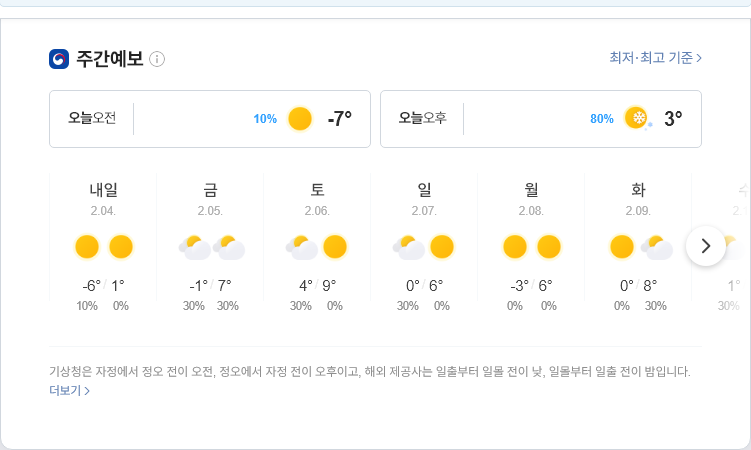 주간예보
최저·최고 기준
오늘오전 10% -7°
오늘오후 80% 3°
내일 금 토 일 월 화
2.04. 2.05. 2.06. 2.07. 2.08. 2.09.
-6°/ 1° -1°/ 7° 4°/ 9° 0°/ 6° -3°/ 6° 0°/ 8° 1°
10% 0% 30% 30% 30% 0% 30% 0% 0% 0% 0% 30% 30%
기상청은 자정에서 정오 전이 오전, 정오에서 자정 전이 오후이고, 해외 제공사는 일출부터 일몰 전이 낮, 일몰부터 일출 전이 밤입니다.
더보기